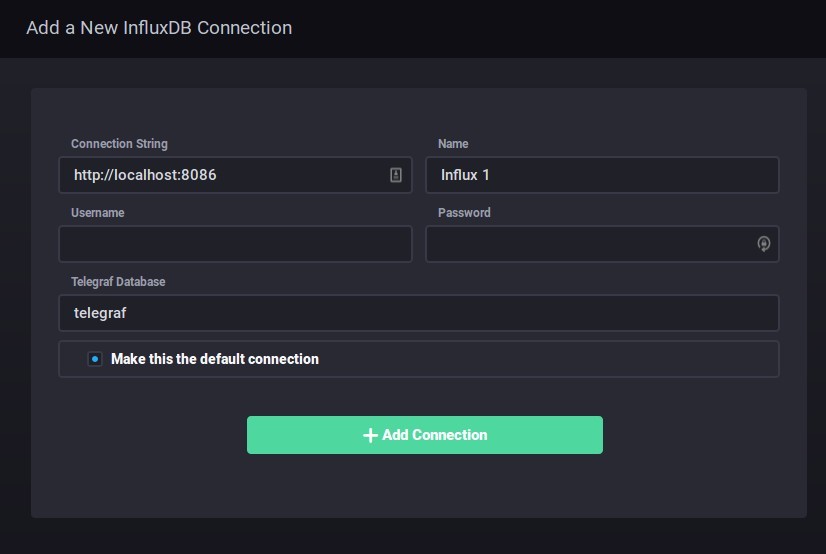 Add a New InfluxDB Connection
Connection String
Name
http://localhost:8086
Influx 1
Username
Password
Telegraf Database
telegraf
Make this the default connection
+ Add Connection